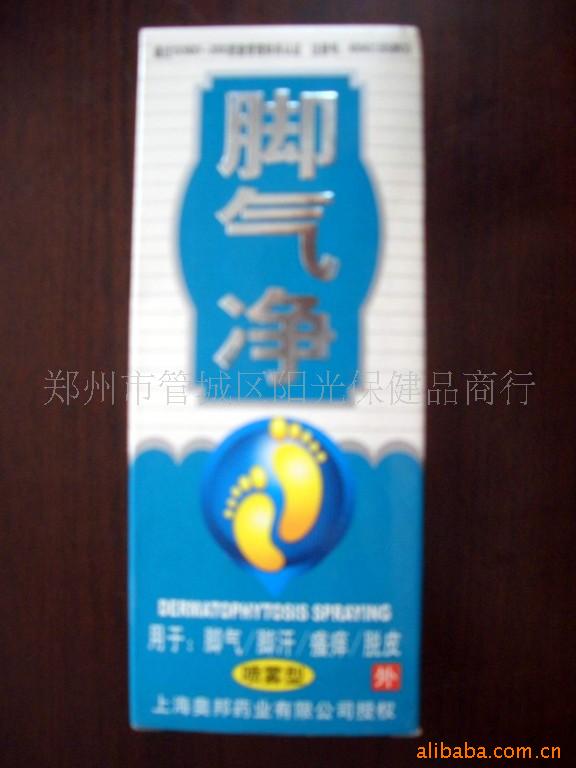 脚
气
净
郑州市管城区阳光保健品商行
DERMATOPHYTOSIS SPRAYING
用于：脚气/脚汗/瘙痒/脱皮
喷雾型
外
上海奥邦药业有限公司授权
alibaba.com.cn